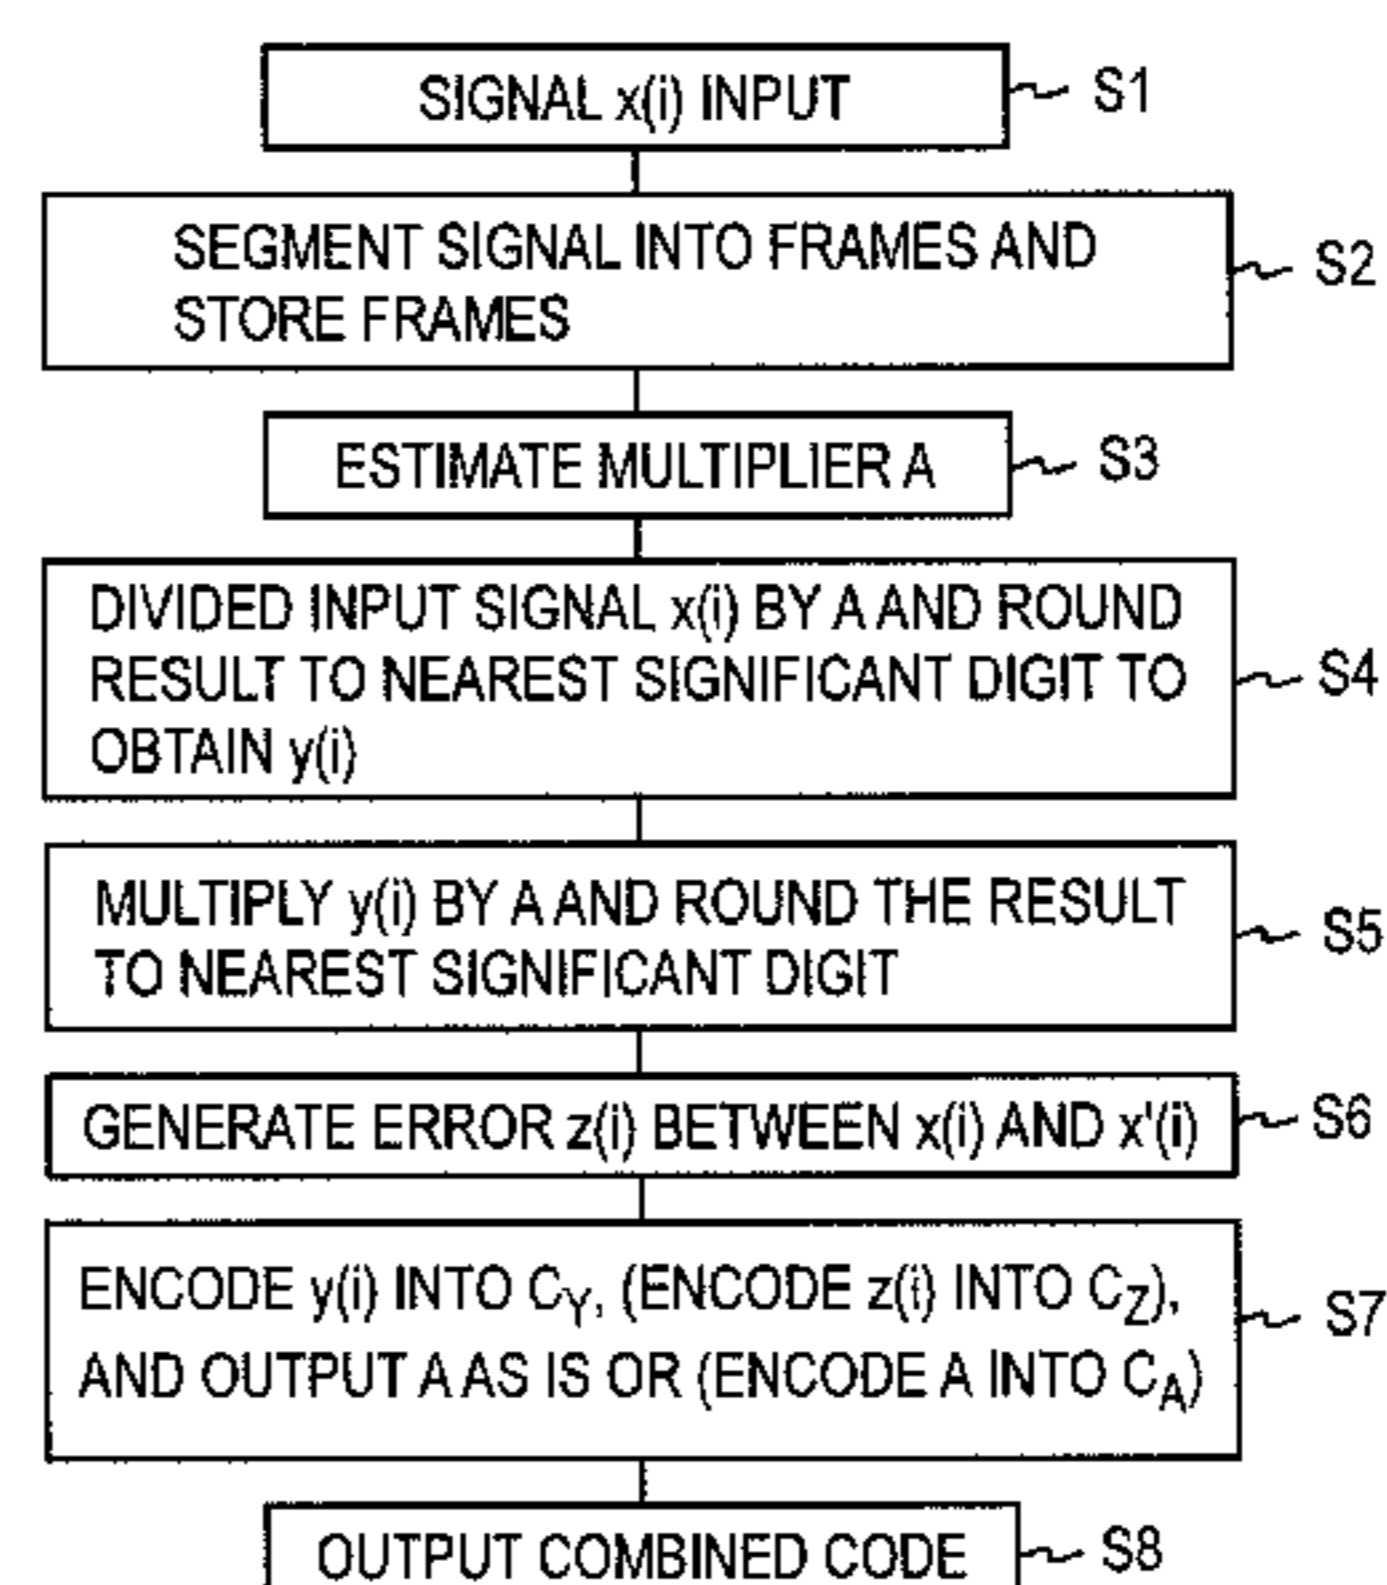 SIGNAL x(i) INPUT
S1
SEGMENT SIGNAL INTO FRAMES AND
STORE FRAMES
S2
ESTIMATE MULTIPLIER A
S3
DIVIDED INPUT SIGNAL x(i) BY A AND ROUND
RESULT TO NEAREST SIGNIFICANT DIGIT TO
OBTAIN y(i)
S4
MULTIPLY y(i) BY A AND ROUND THE RESULT
TO NEAREST SIGNIFICANT DIGIT
S5
GENERATE ERROR z(i) BETWEEN x(i) AND x'(i)
S6
ENCODE y(i) INTO C_Y, (ENCODE z(i) INTO C_Z),
AND OUTPUT A AS IS OR (ENCODE A INTO C_A)
S7
OUTPUT COMBINED CODE
S8